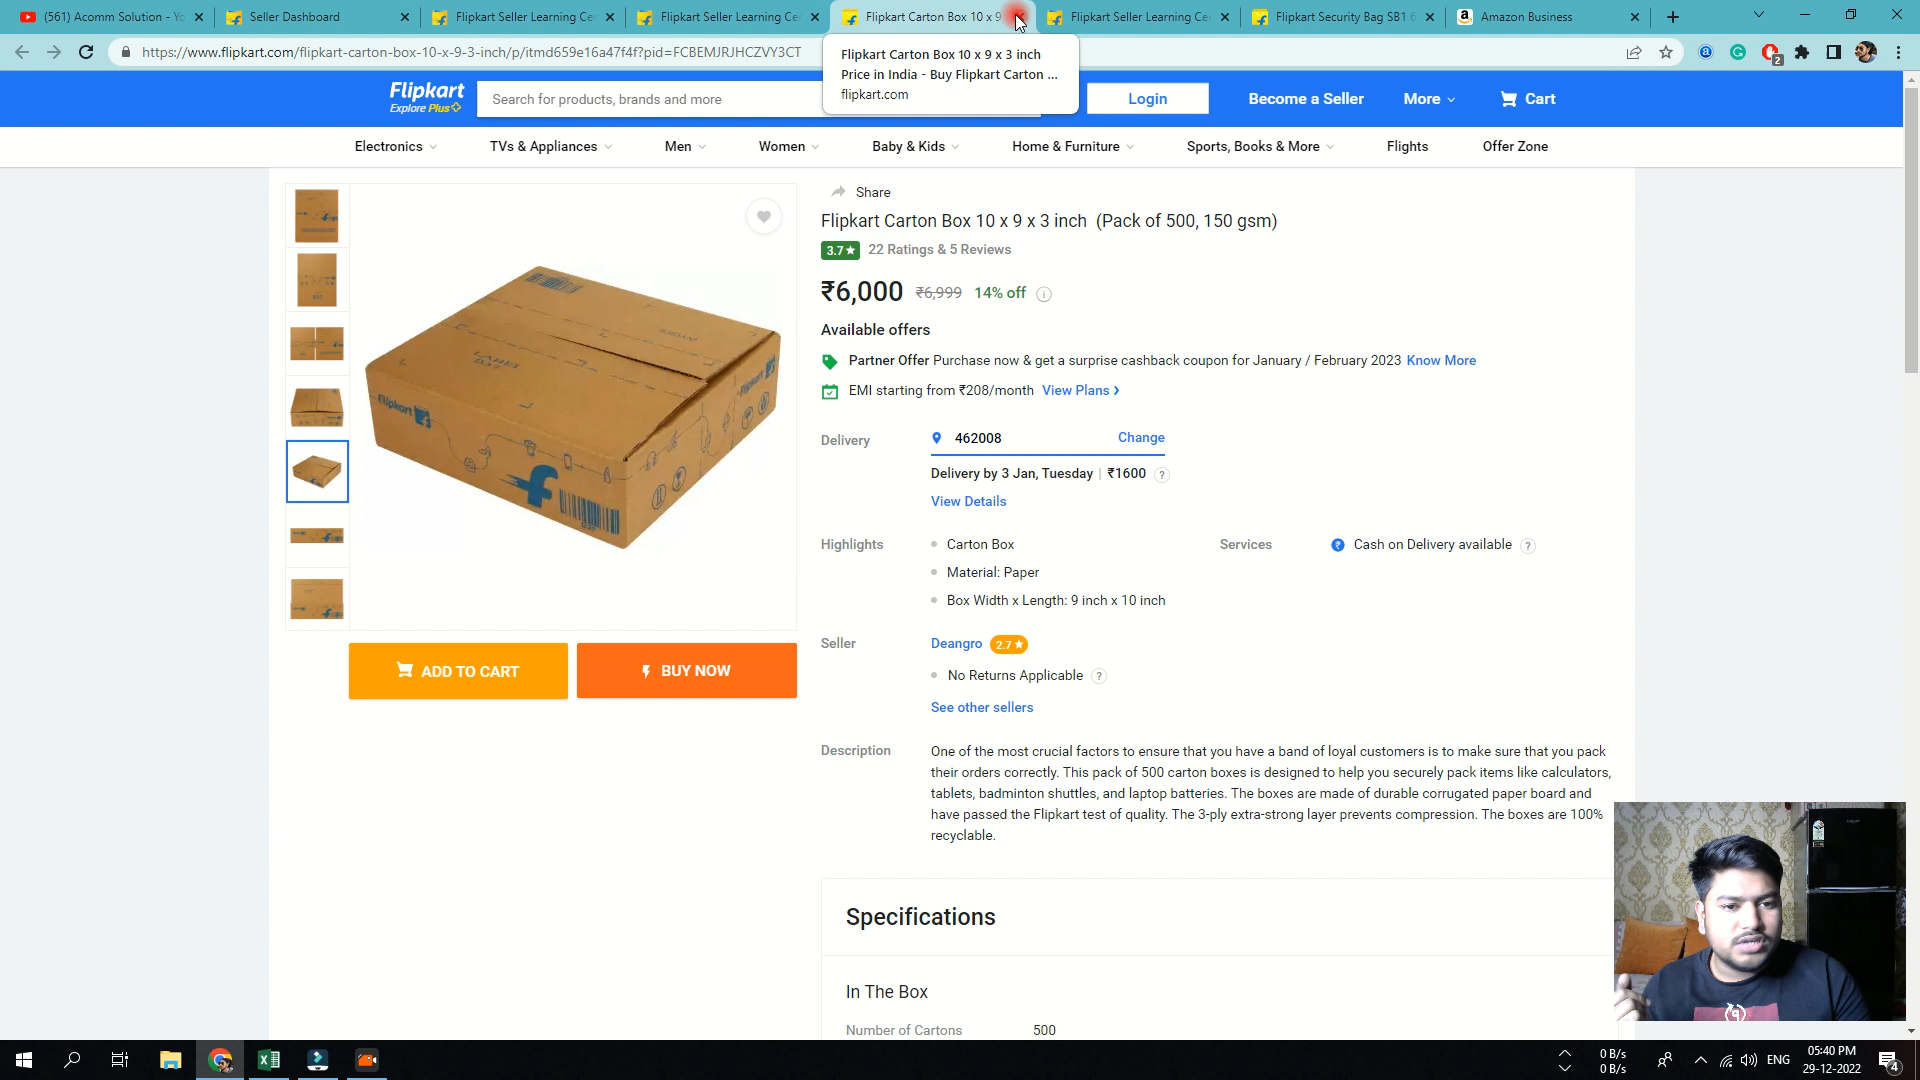 (561) Acomm Solution - Yo
Seller Dashboard
Flipkart Seller Learning Ce
Flipkart Seller Learning Cen
Flipkart Carton Box 10 x 9
Flipkart Seller Learning Ce
Flipkart Security Bag SB1 6
Amazon Business
https://www.flipkart.com/flipkart-carton-box-10-x-9-3-inch/p/itmd659e16a47f4f?pid=FCBEMJRJHCZVY3CT
2
Flipkart Carton Box 10 x 9 x 3 inch
Price in India - Buy Flipkart Carton ...
flipkart.com
Flipkart
Explore Plus
Search for products, brands and more
Login
Become a Seller
More
Cart
Electronics
TVs & Appliances
Men
Women
Baby & Kids
Home & Furniture
Sports, Books & More
Flights
Offer Zone
Share
Flipkart Carton Box 10 x 9 x 3 inch (Pack of 500, 150 gsm)
3.7★ 22 Ratings & 5 Reviews
₹6,000 ₹6,999 14% off
Available offers
Partner Offer Purchase now & get a surprise cashback coupon for January / February 2023 Know More
EMI starting from ₹208/month View Plans ›
Delivery
462008
Change
Delivery by 3 Jan, Tuesday | ₹1600 ?
View Details
Highlights
Carton Box
Material: Paper
Box Width x Length: 9 inch x 10 inch
Services
₹ Cash on Delivery available ?
Seller
Deangro 2.7★
No Returns Applicable ?
See other sellers
ADD TO CART
BUY NOW
Description
One of the most crucial factors to ensure that you have a band of loyal customers is to make sure that you pack
their orders correctly. This pack of 500 carton boxes is designed to help you securely pack items like calculators,
tablets, badminton shuttles, and laptop batteries. The boxes are made of durable corrugated paper board and
have passed the Flipkart test of quality. The 3-ply extra-strong layer prevents compression. The boxes are 100%
recyclable.
Specifications
In The Box
Number of Cartons
500
0 B/s
0 B/s
ENG
05:40 PM
29-12-2022
4